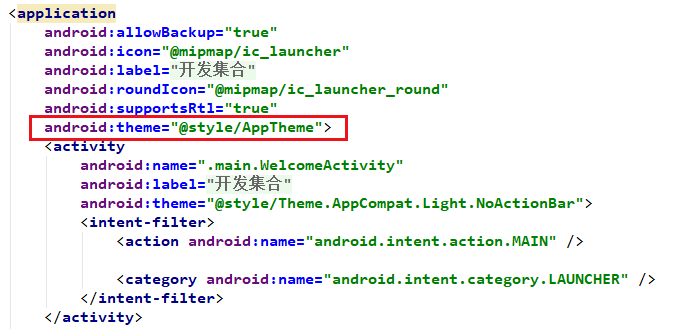 <application
android:allowBackup="true"
android:icon="@mipmap/ic_launcher"
android:label="开发集合"
android:roundIcon="@mipmap/ic_launcher_round"
android:supportsRtl="true"
android:theme="@style/AppTheme">
<activity
android:name=".main.WelcomeActivity"
android:label="开发集合"
android:theme="@style/Theme.AppCompat.Light.NoActionBar">
<intent-filter>
<action android:name="android.intent.action.MAIN" />
<category android:name="android.intent.category.LAUNCHER" />
</intent-filter>
</activity>